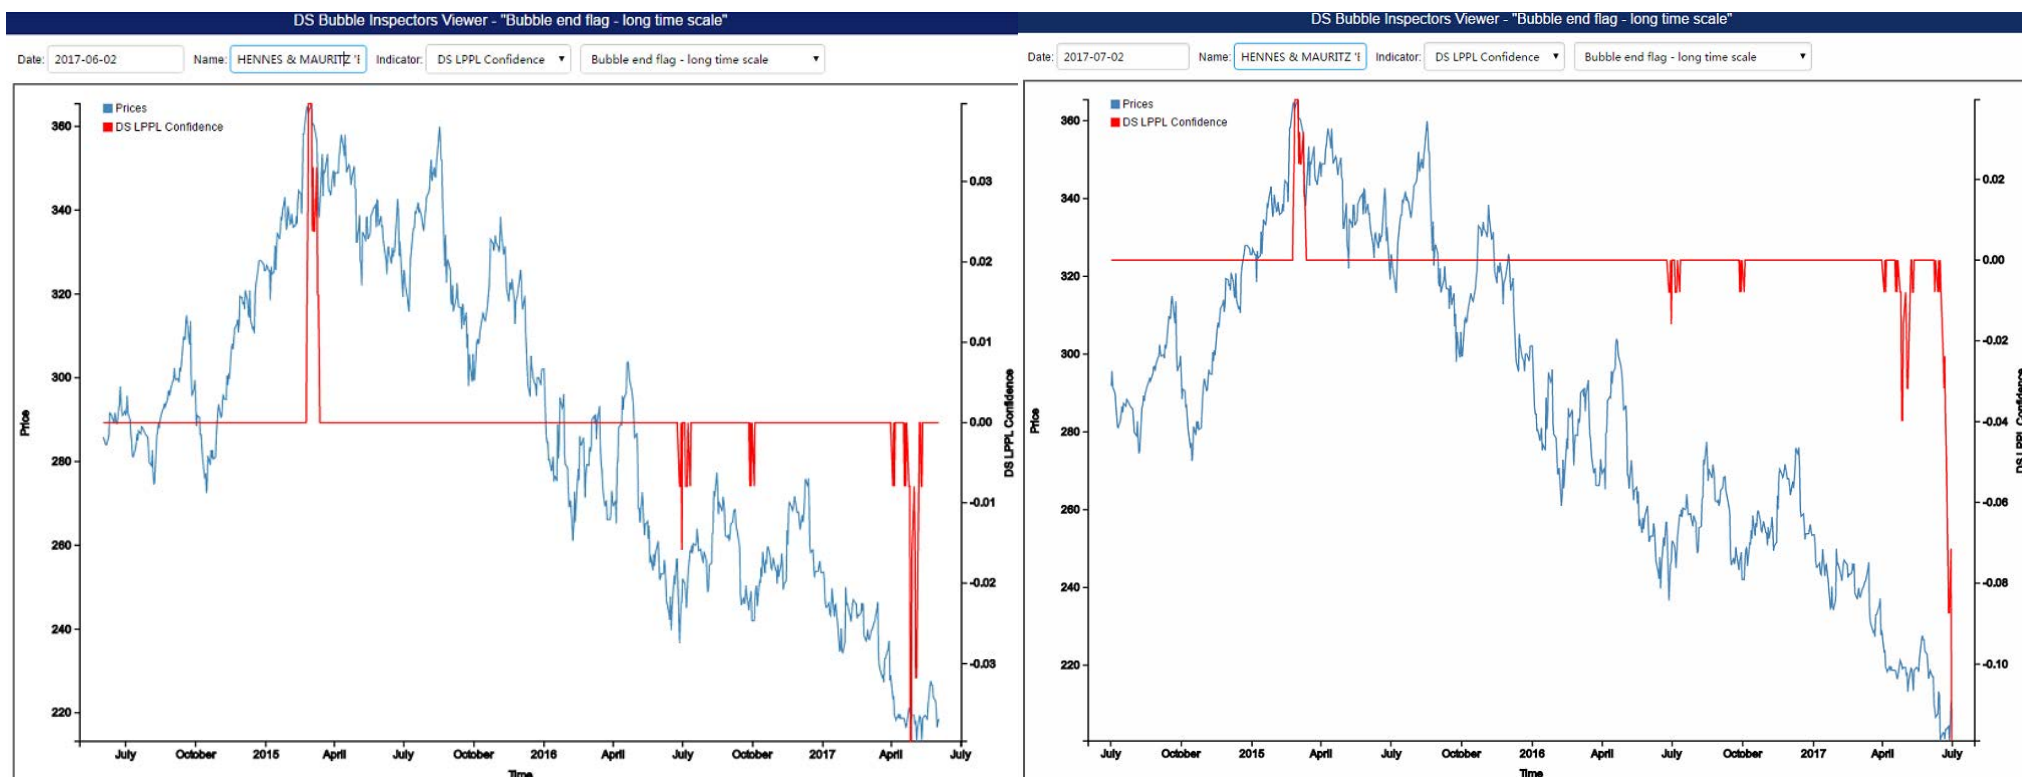 DS Bubble Inspectors Viewer - "Bubble end flag - long time scale"
Date: 2017-06-02 Name: HENNES & MAURITZ 'I Indicator: DS LPPL Confidence Bubble end flag - long time scale
Prices
DS LPPL Confidence
360
350
340
330
320
310
300
290
280
260
240
220
Price
0.03
0.02
0.01
0.00
-0.01
-0.02
-0.03
DS LPPL Confidence
July October 2015 April July October 2016 April July October 2017 April July
Time
DS Bubble Inspectors Viewer - "Bubble end flag - long time scale"
Date: 2017-07-02 Name: HENNES & MAURITZ 'I Indicator: DS LPPL Confidence Bubble end flag - long time scale
Prices
DS LPPL Confidence
360
340
320
300
280
260
240
220
Price
0.02
0.00
-0.02
-0.04
-0.06
-0.08
-0.10
DS LPPL Confidence
July October 2015 April July October 2016 April July October 2017 April July
Time